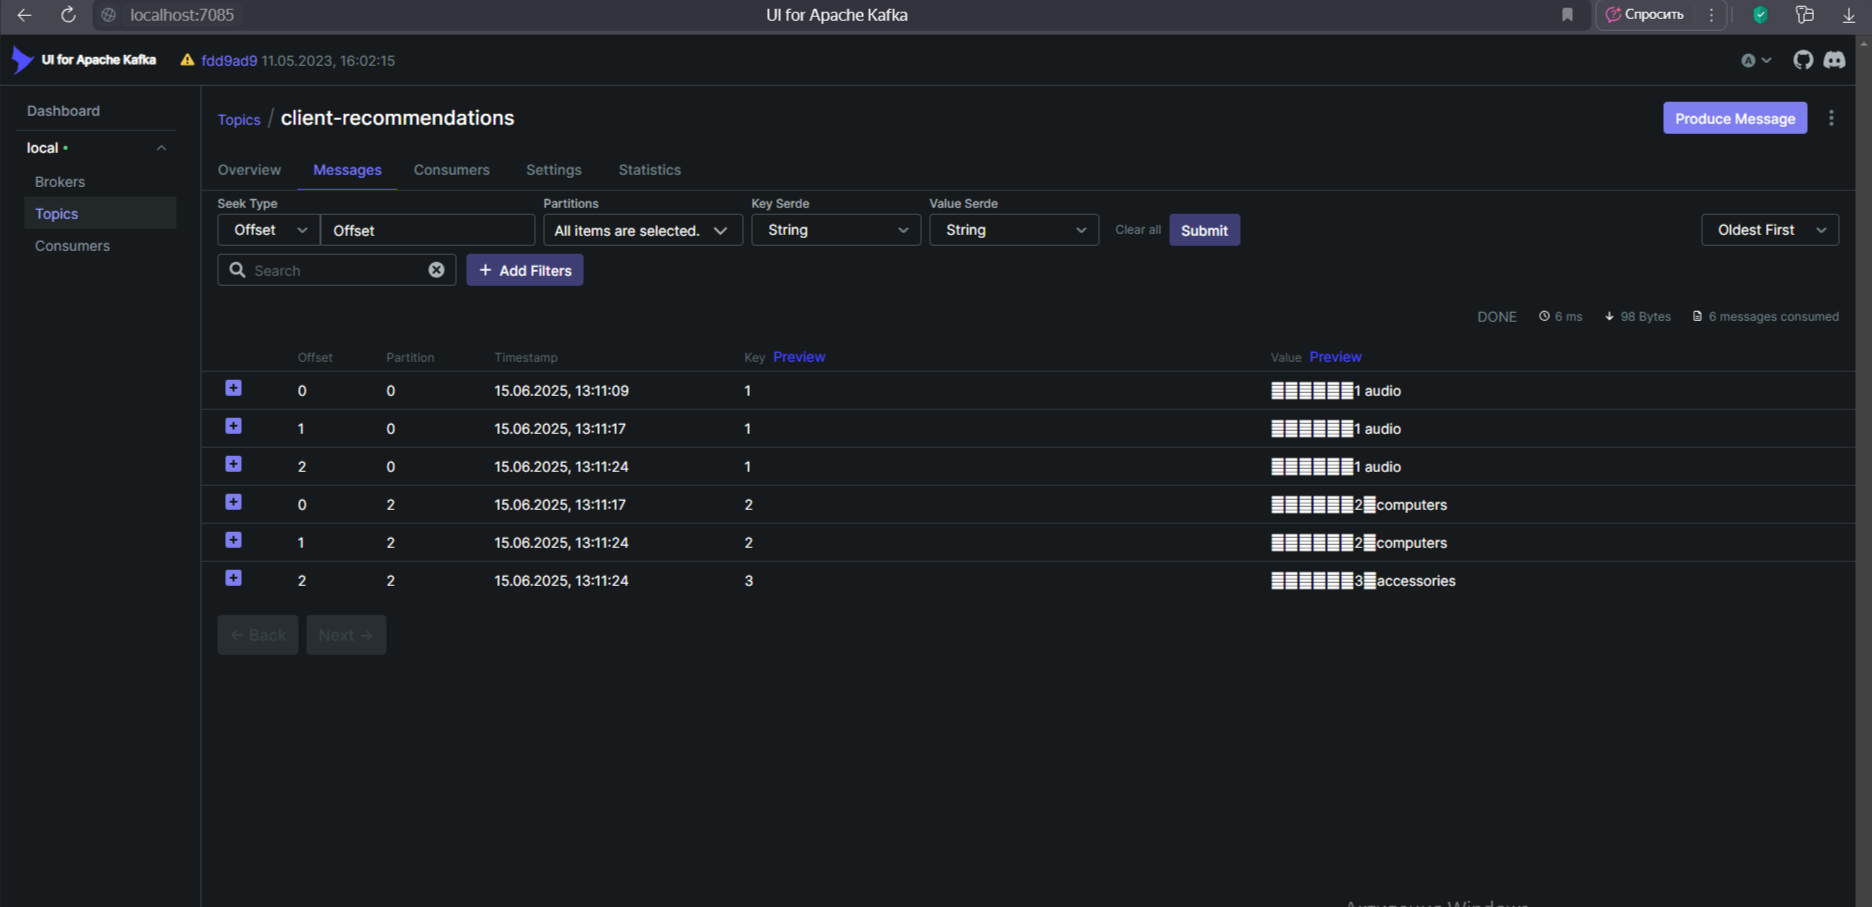 localhost:7085 UI for Apache Kafka Спросить
UI for Apache Kafka fdd9ad9 11.05.2023, 16:02:15 A
Dashboard
local
Brokers
Topics
Consumers
Topics / client-recommendations Produce Message
Overview Messages Consumers Settings Statistics
Seek Type Partitions Key Serde Value Serde
Offset Offset All items are selected. String String Clear all Submit Oldest First
Search + Add Filters
DONE 6 ms 98 Bytes 6 messages consumed
Offset Partition Timestamp Key Preview Value Preview
0 0 15.06.2025, 13:11:09 1 1 audio
1 0 15.06.2025, 13:11:17 1 1 audio
2 0 15.06.2025, 13:11:24 1 1 audio
0 2 15.06.2025, 13:11:17 2 2 computers
1 2 15.06.2025, 13:11:24 2 2 computers
2 2 15.06.2025, 13:11:24 3 3 accessories
← Back Next →